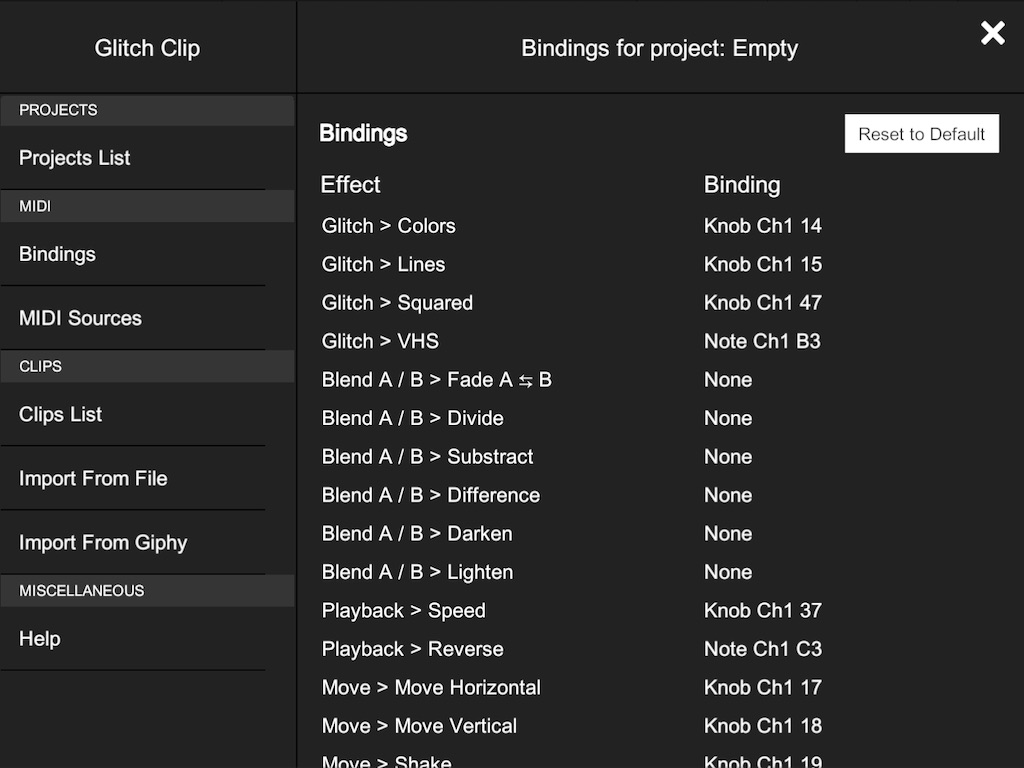 Glitch Clip
Bindings for project: Empty
PROJECTS
Projects List
MIDI
Bindings
MIDI Sources
CLIPS
Clips List
Import From File
Import From Giphy
MISCELLANEOUS
Help
Bindings
Reset to Default
Effect Binding
Glitch > Colors Knob Ch1 14
Glitch > Lines Knob Ch1 15
Glitch > Squared Knob Ch1 47
Glitch > VHS Note Ch1 B3
Blend A / B > Fade A ⇆ B None
Blend A / B > Divide None
Blend A / B > Substract None
Blend A / B > Difference None
Blend A / B > Darken None
Blend A / B > Lighten None
Playback > Speed Knob Ch1 37
Playback > Reverse Note Ch1 C3
Move > Move Horizontal Knob Ch1 17
Move > Move Vertical Knob Ch1 18
Move > Shake Knob Ch1 19